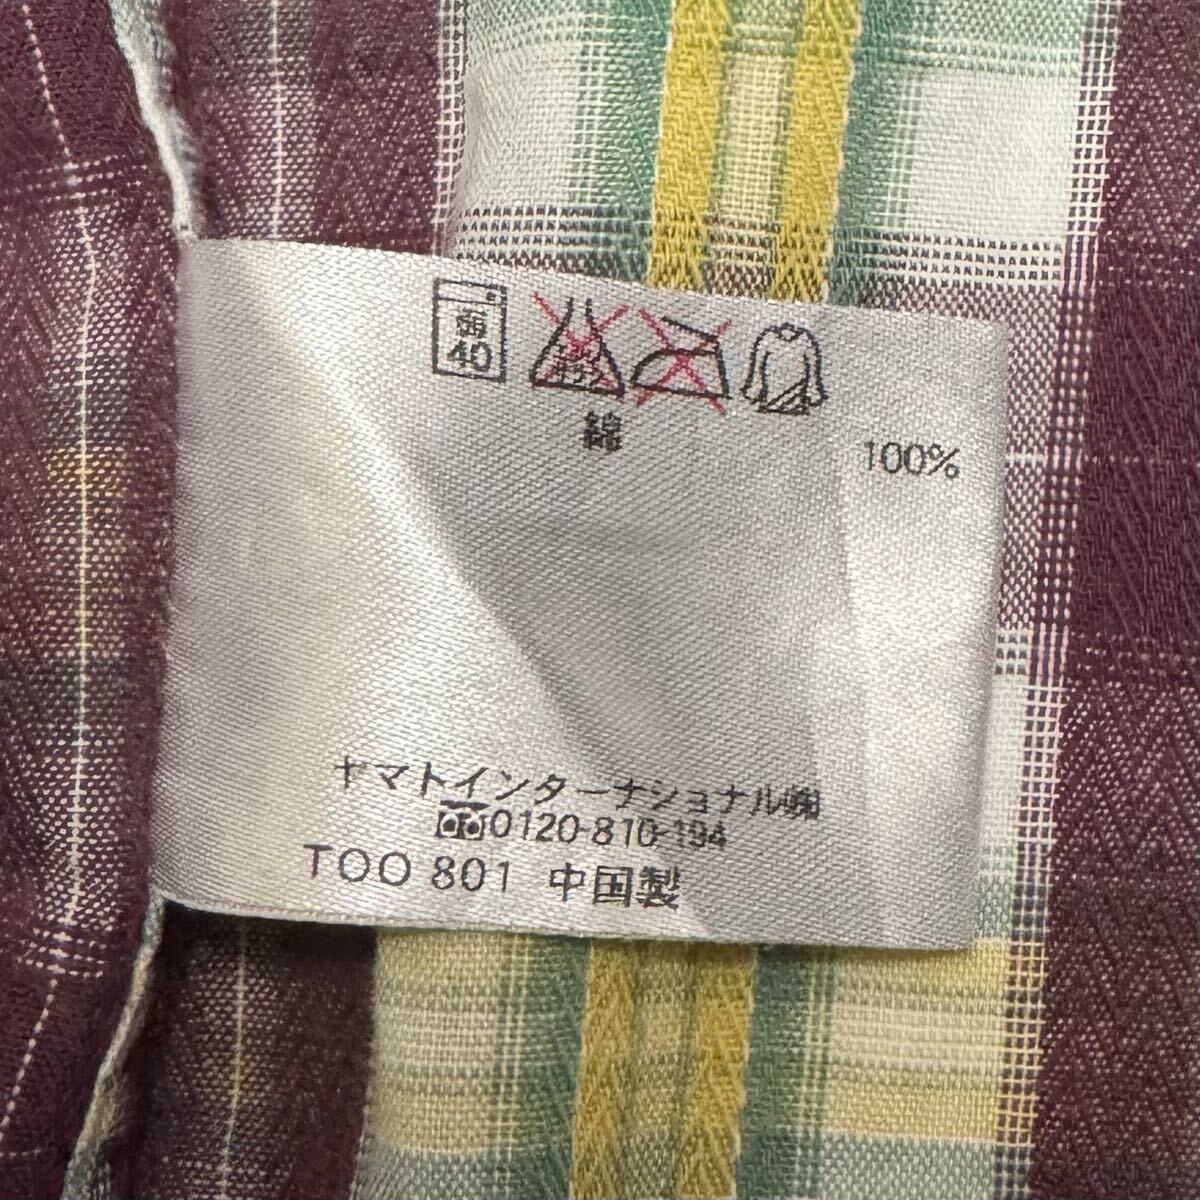 弱
40
綿 100%
ヤマトインターナショナル㈱
0120-810-194
TOO 801 中国製